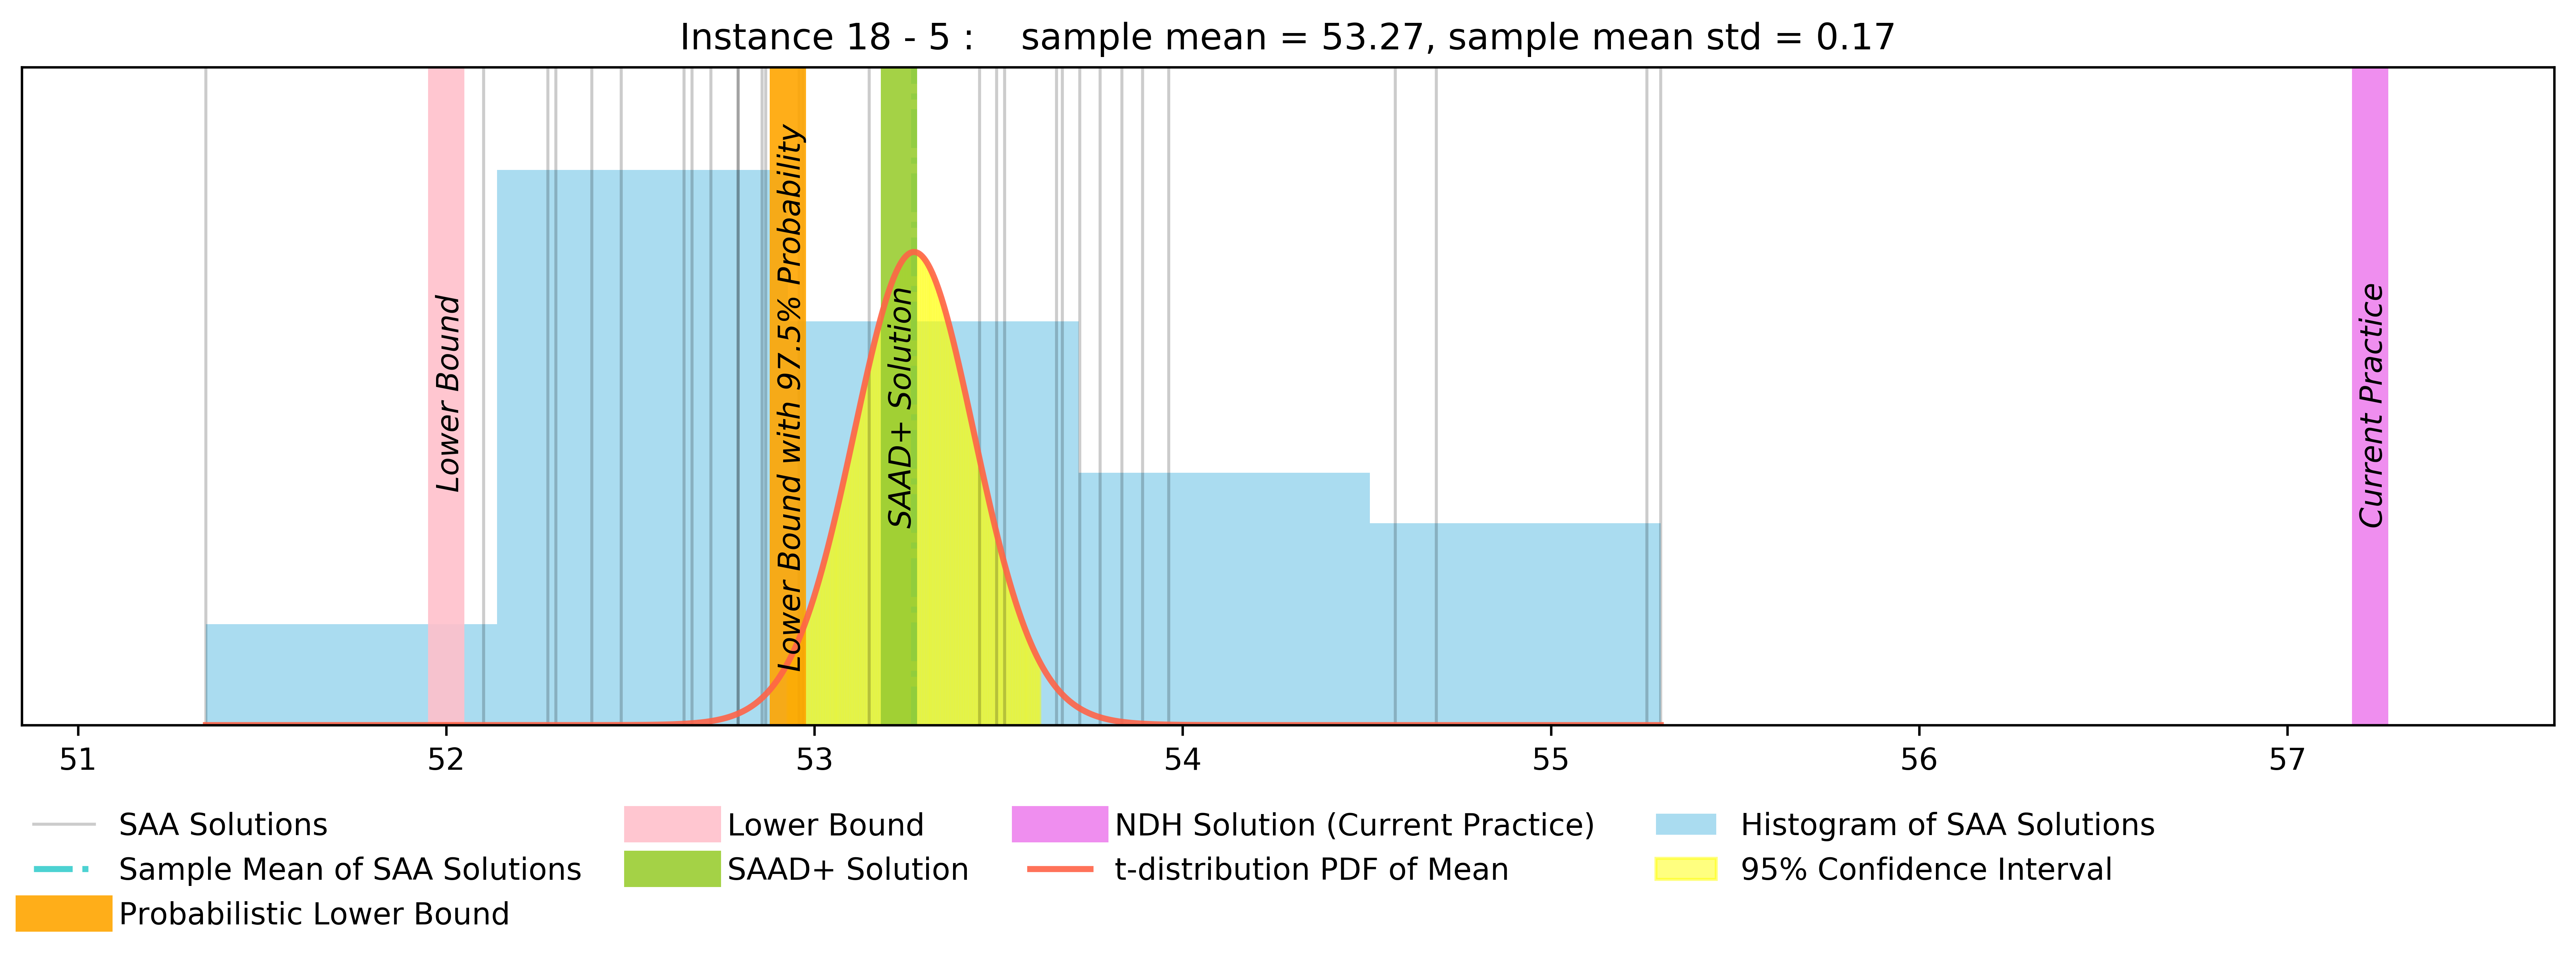 Instance 18 - 5 :    sample mean = 53.27, sample mean std = 0.17
Lower Bound
Lower Bound with 97.5% Probability
SAAD+ Solution
Current Practice
51 52 53 54 55 56 57
SAA Solutions
Sample Mean of SAA Solutions
Probabilistic Lower Bound
Lower Bound
SAAD+ Solution
NDH Solution (Current Practice)
t-distribution PDF of Mean
Histogram of SAA Solutions
95% Confidence Interval